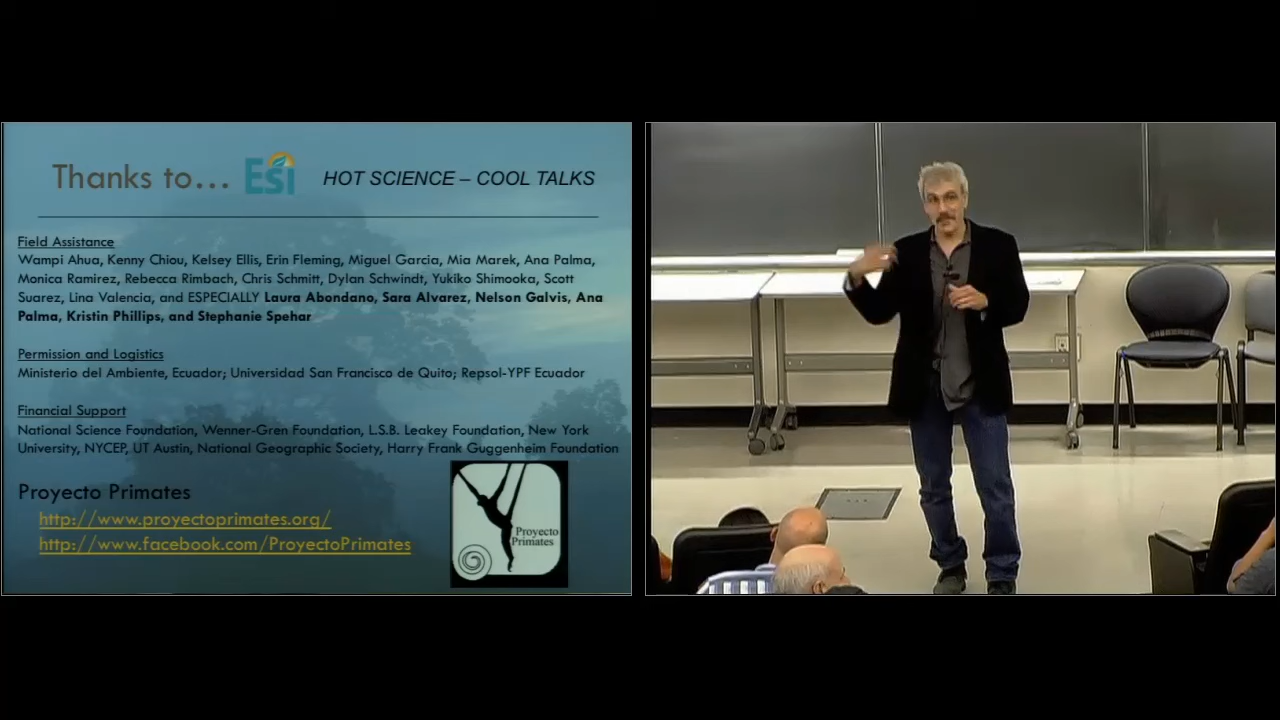 Thanks to... ESI HOT SCIENCE – COOL TALKS
Field Assistance
Wampi Ahua, Kenny Chiou, Kelsey Ellis, Erin Fleming, Miguel Garcia, Mia Marek, Ana Palma,
Monica Ramirez, Rebecca Rimbach, Chris Schmitt, Dylan Schwindt, Yukiko Shimooka, Scott
Suarez, Lina Valencia, and ESPECIALLY Laura Abondano, Sara Alvarez, Nelson Galvis, Ana
Palma, Kristin Phillips, and Stephanie Spehar
Permission and Logistics
Ministerio del Ambiente, Ecuador; Universidad San Francisco de Quito; Repsol-YPF Ecuador
Financial Support
National Science Foundation, Wenner-Gren Foundation, L.S.B. Leakey Foundation, New York
University, NYCEP, UT Austin, National Geographic Society, Harry Frank Guggenheim Foundation
Proyecto Primates
http://www.proyectoprimates.org/
http://www.facebook.com/ProyectoPrimates
Proyecto
Primates